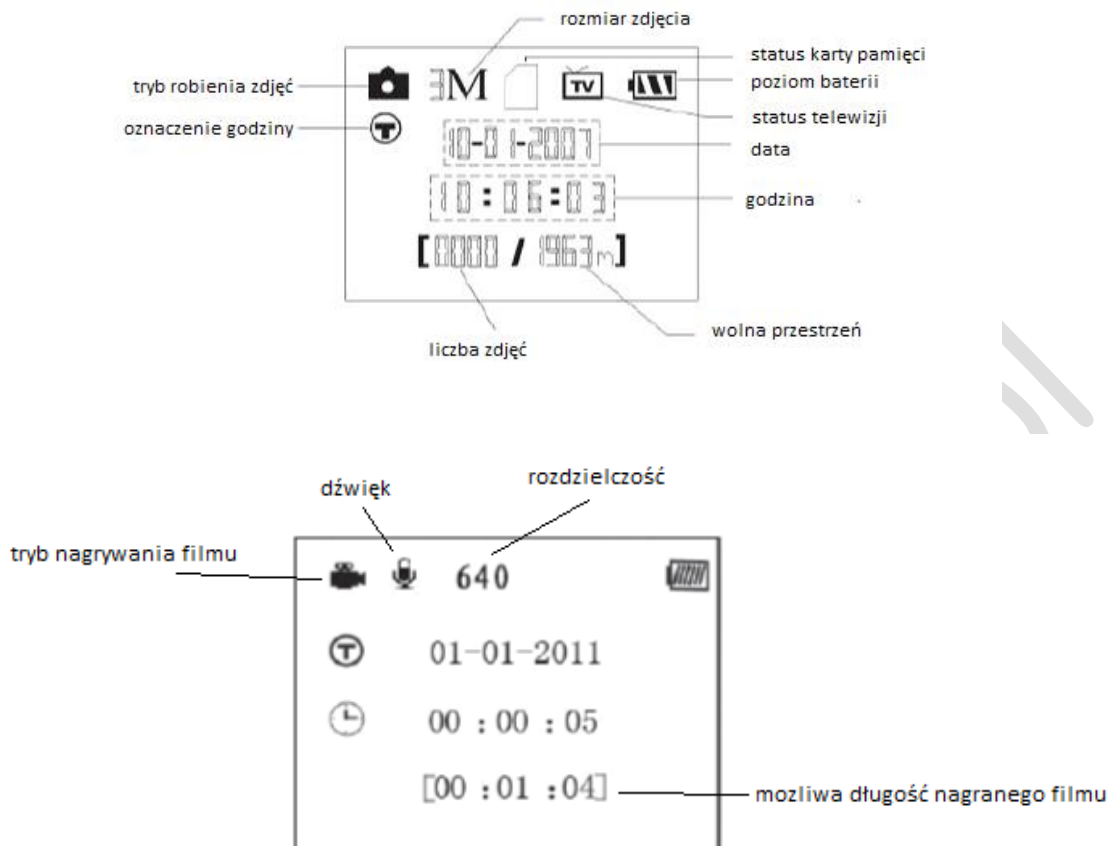 rozmiar zdjęcia
status karty pamięci
tryb robienia zdjęć
3M
TV
poziom baterii
oznaczenie godziny
T
status telewizji
10-01-2007
data
10:06:03
godzina
[0000 / 1963m]
wolna przestrzeń
liczba zdjęć
dźwięk
rozdzielczość
tryb nagrywania filmu
640
T
01-01-2011
00 : 00 : 05
[00 : 01 : 04]
mozliwa długość nagranego filmu